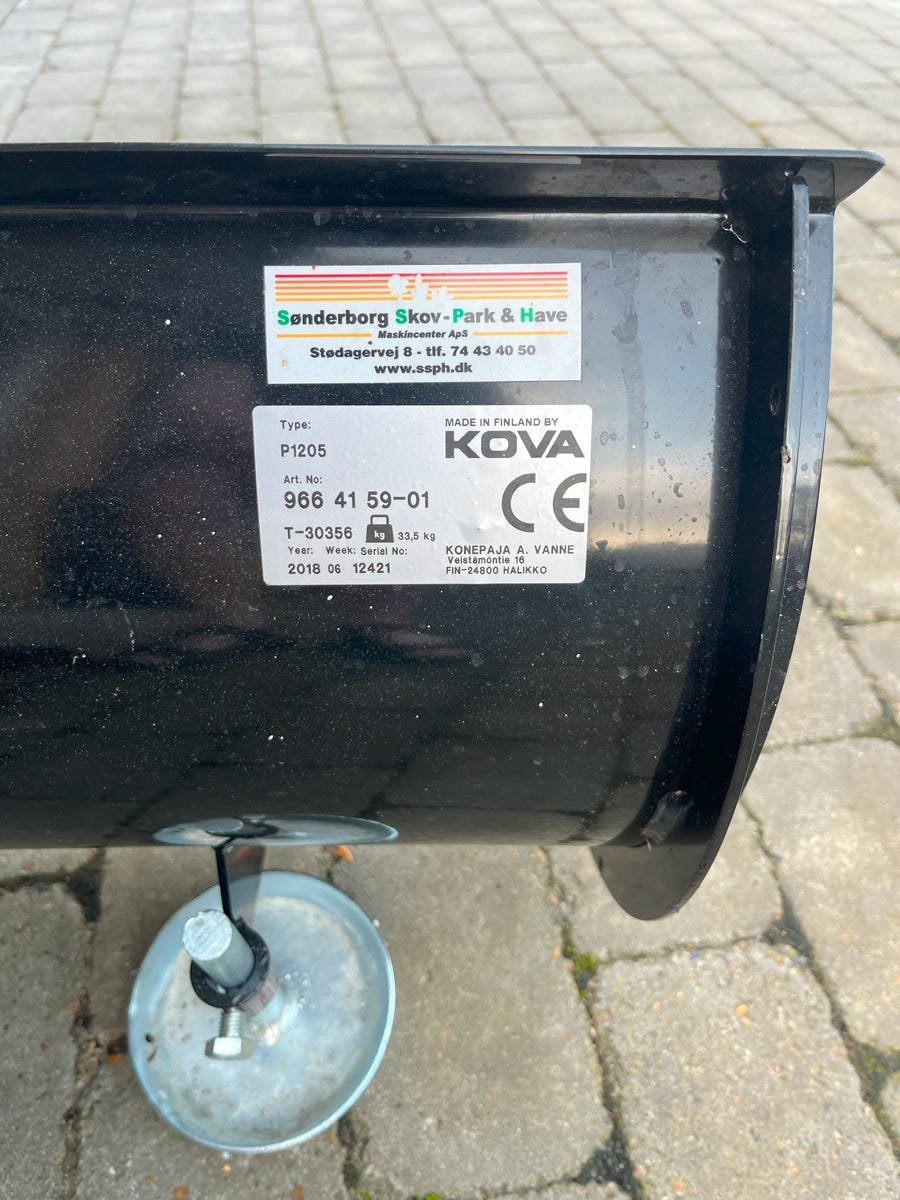 Sønderborg Skov-Park & Have
Maskincenter ApS
Stødagervej 8 - tlf. 74 43 40 50
www.ssph.dk
Type:
P1205
MADE IN FINLAND BY
KOVA
Art. No:
966 41 59-01
CE
T-30356 kg 33,5 kg
Year: Week: Serial No:
2018 06 12421
KONEPAJA A. VANNE
Veistämöntie 16
FIN-24800 HALIKKO